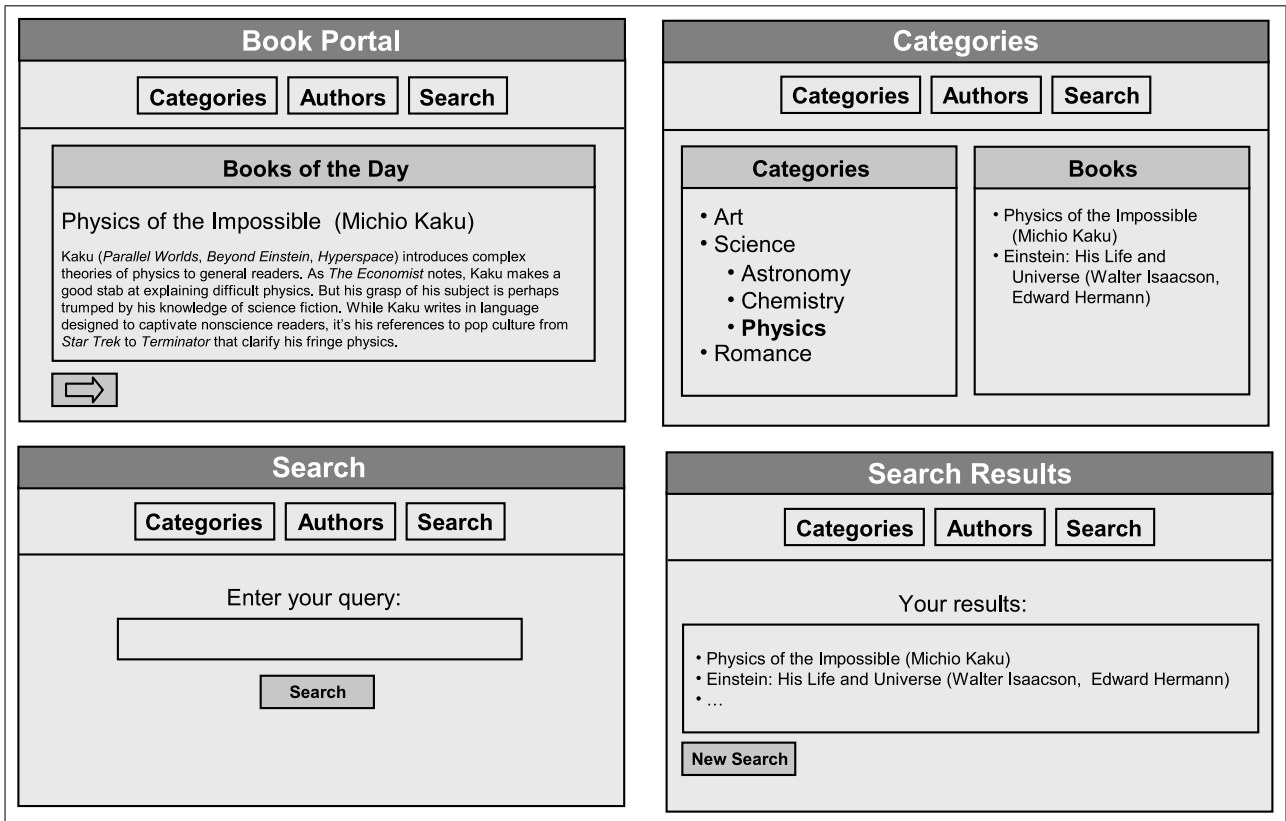 Book Portal
Categories Authors Search
Books of the Day
Physics of the Impossible (Michio Kaku)
Kaku (Parallel Worlds, Beyond Einstein, Hyperspace) introduces complex
theories of physics to general readers. As The Economist notes, Kaku makes a
good stab at explaining difficult physics. But his grasp of his subject is perhaps
trumped by his knowledge of science fiction. While Kaku writes in language
designed to captivate nonscience readers, it's his references to pop culture from
Star Trek to Terminator that clarify his fringe physics.
Categories
Categories Authors Search
Categories
• Art
• Science
• Astronomy
• Chemistry
• Physics
• Romance
Books
• Physics of the Impossible
(Michio Kaku)
• Einstein: His Life and
Universe (Walter Isaacson,
Edward Hermann)
Search
Categories Authors Search
Enter your query:
Search
Search Results
Categories Authors Search
Your results:
• Physics of the Impossible (Michio Kaku)
• Einstein: His Life and Universe (Walter Isaacson, Edward Hermann)
• …
New Search